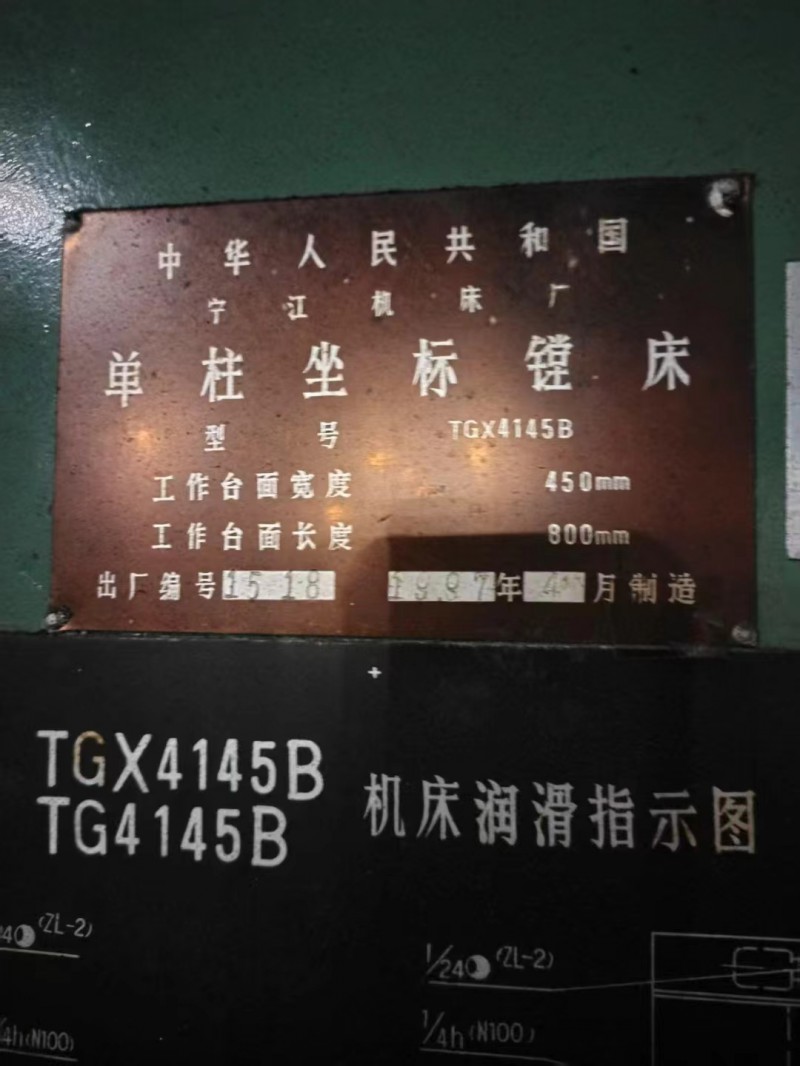 中华人民共和国
宁江机床厂
单柱坐标镗床
型号 TGX4145B
工作台面宽度 450mm
工作台面长度 800mm
出厂编号 1518 1997年4月制造
TGX4145B
TG4145B
机床润滑指示图
(ZL-2)
1/24 (ZL-2)
/4h(N100)
1/4h(N100)